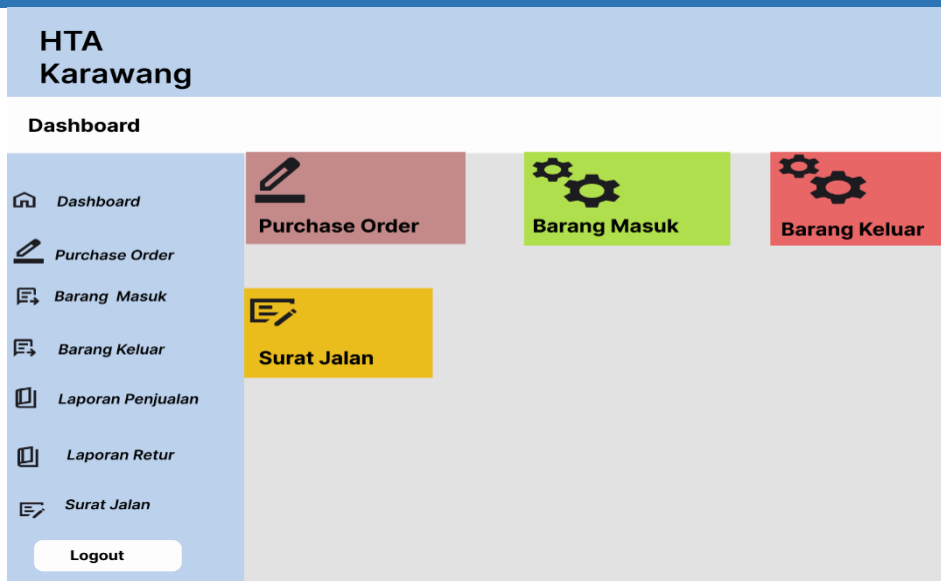 HTA
Karawang
Dashboard
Dashboard
Purchase Order
Barang Masuk
Barang Keluar
Laporan Penjualan
Laporan Retur
Surat Jalan
Logout
Purchase Order
Barang Masuk
Barang Keluar
Surat Jalan